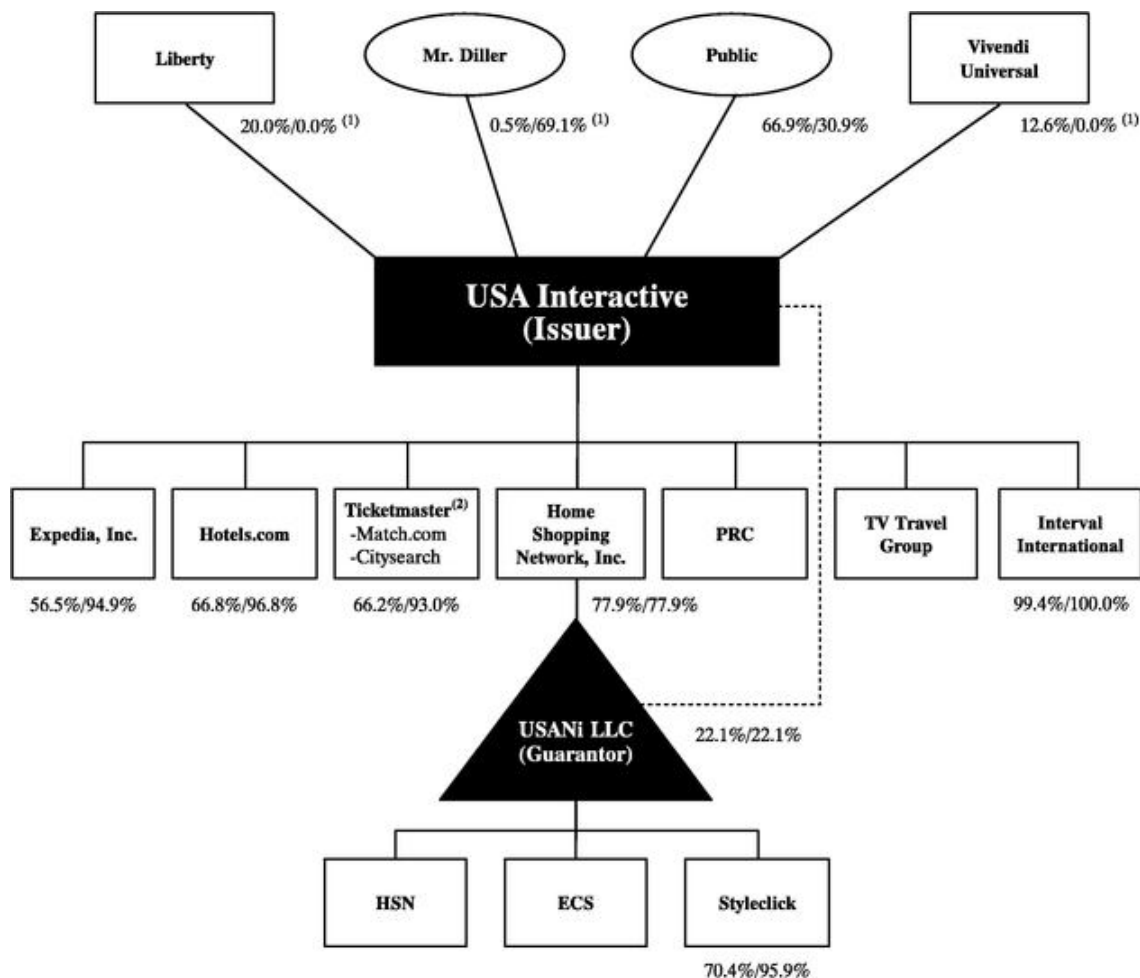 Liberty
Mr. Diller
Public
Vivendi
Universal
20.0%/0.0% (1)
0.5%/69.1% (1)
66.9%/30.9%
12.6%/0.0% (1)
USA Interactive
(Issuer)
Expedia, Inc.
Hotels.com
Ticketmaster(2)
-Match.com
-Citysearch
Home
Shopping
Network, Inc.
PRC
TV Travel
Group
Interval
International
56.5%/94.9%
66.8%/96.8%
66.2%/93.0%
77.9%/77.9%
99.4%/100.0%
USANi LLC
(Guarantor)
22.1%/22.1%
HSN
ECS
Styleclick
70.4%/95.9%